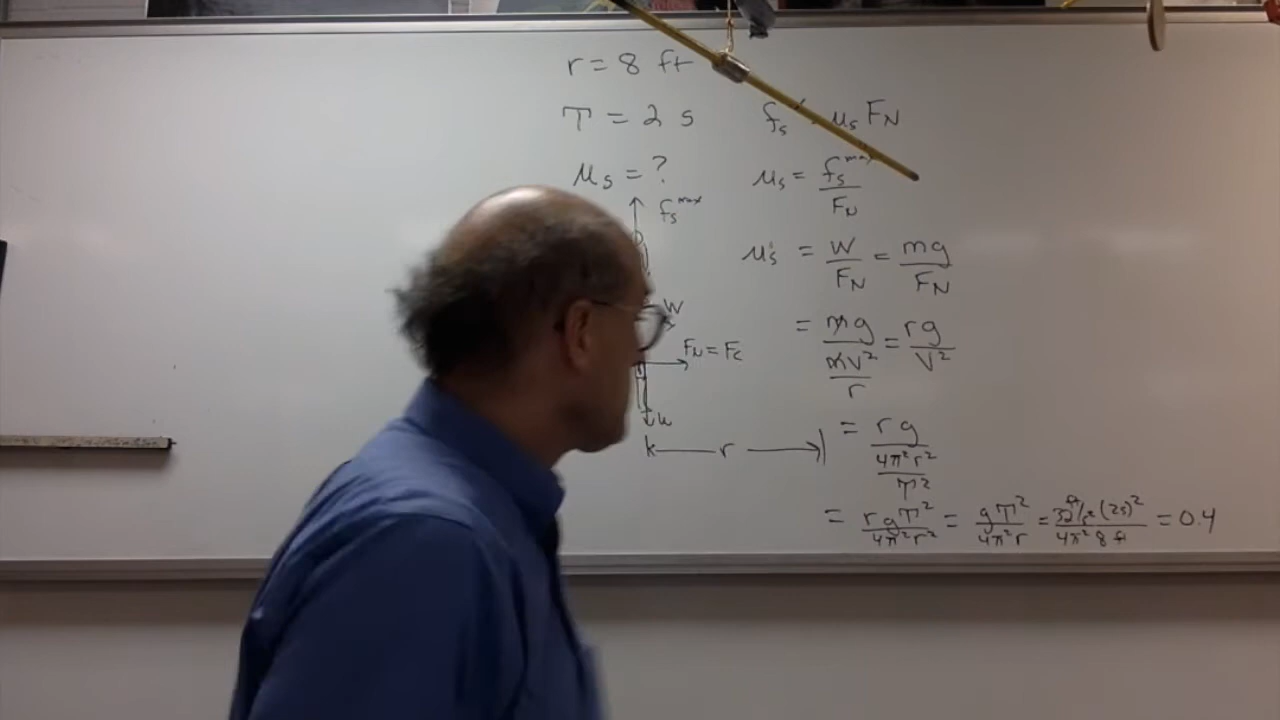 r = 8 ft
T = 2 s
μs = ?
fs^max
W
FN = Fc
r
fs μs FN
μs = fs^max / FN
μs = W / FN = mg / FN
= mg / (mv² / r) = rg / v²
= rg / (4π²r² / T²)
= rgT² / 4π²r² = gT² / 4π²r = 32 ft/s² (2s)² / 4π² 8 ft = 0.4